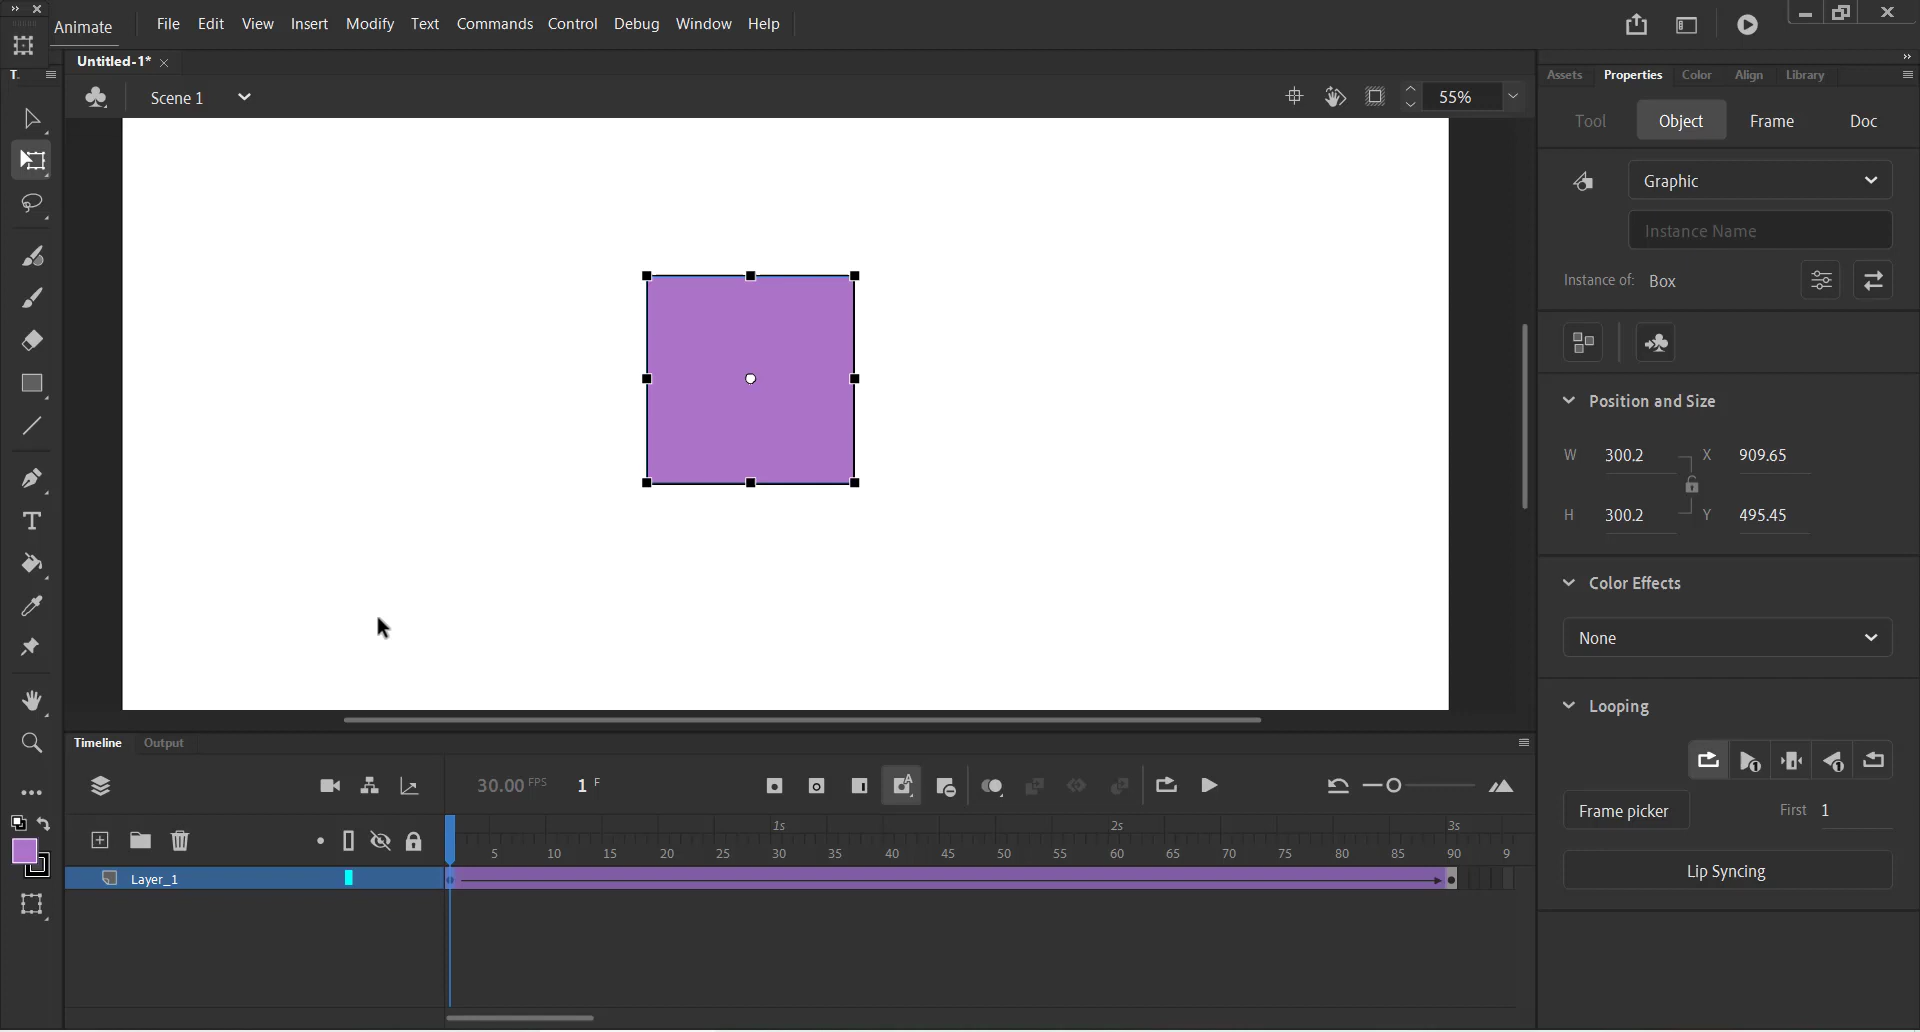 Animate File Edit View Insert Modify Text Commands Control Debug Window Help
Untitled-1*
T.
Scene 1
55%
Assets Properties Color Align Library
Tool Object Frame Doc
Graphic
Instance Name
Instance of: Box
Position and Size
W 300.2 X 909.65
H 300.2 Y 495.45
Color Effects
None
Looping
1 1
Frame picker First 1
Lip Syncing
T
Timeline Output
30.00 FPS 1 F
A
1s 2s 3s
5 10 15 20 25 30 35 40 45 50 55 60 65 70 75 80 85 90 9
Layer_1